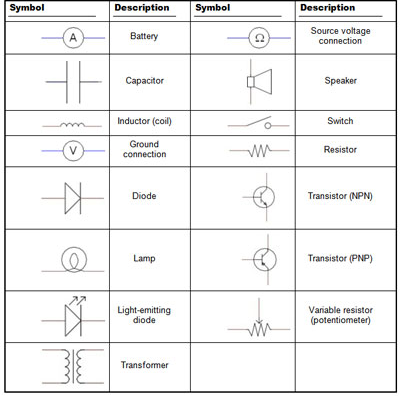 Symbol Description Symbol Description
A Battery Ω Source voltage
connection
Capacitor Speaker
Inductor (coil) Switch
V Ground
connection Resistor
Diode Transistor (NPN)
Lamp Transistor (PNP)
Light-emitting
diode Variable resistor
(potentiometer)
Transformer